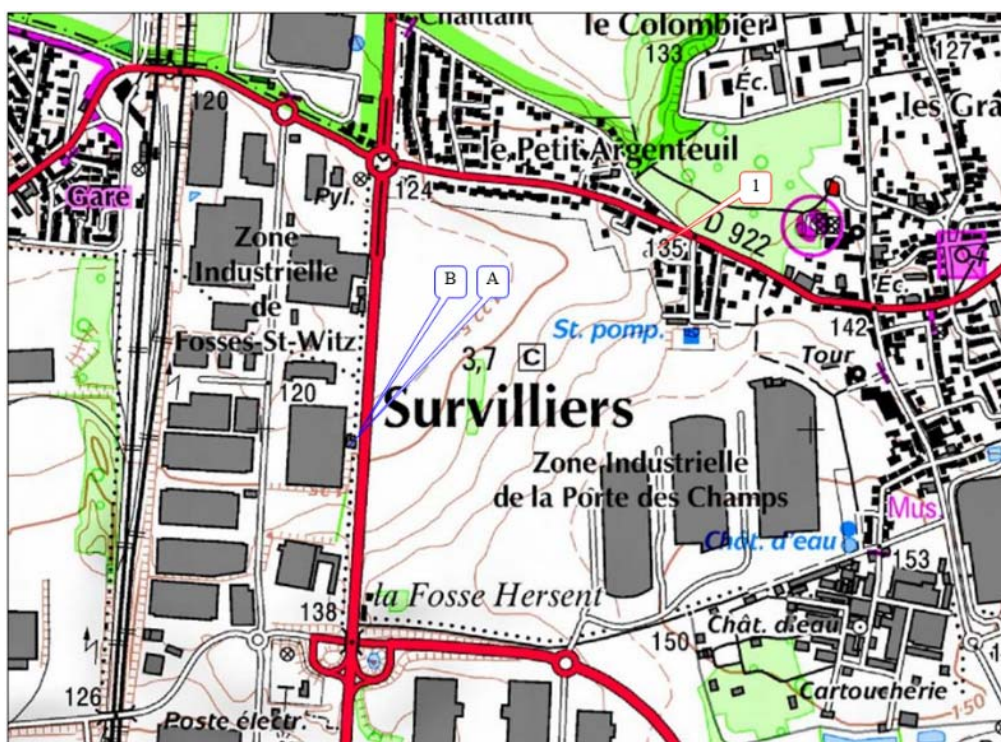 Chantant
le Colombier
133
127
Éc.
120
les Grâ
le Petit Argenteuil
124
Gare
Pyl.
1
135
D 922
Zone
Industrielle
de
Fosses-St-Witz
B
A
Éc.
St. pomp.
142
Tour
3,7
C
120
Survilliers
Zone Industrielle
de la Porte des Champs
Mus.
Chât. d'eau
153
la Fosse Hersent
138
150
Chât. d'eau
126
Cartoucherie
150
Poste électr.